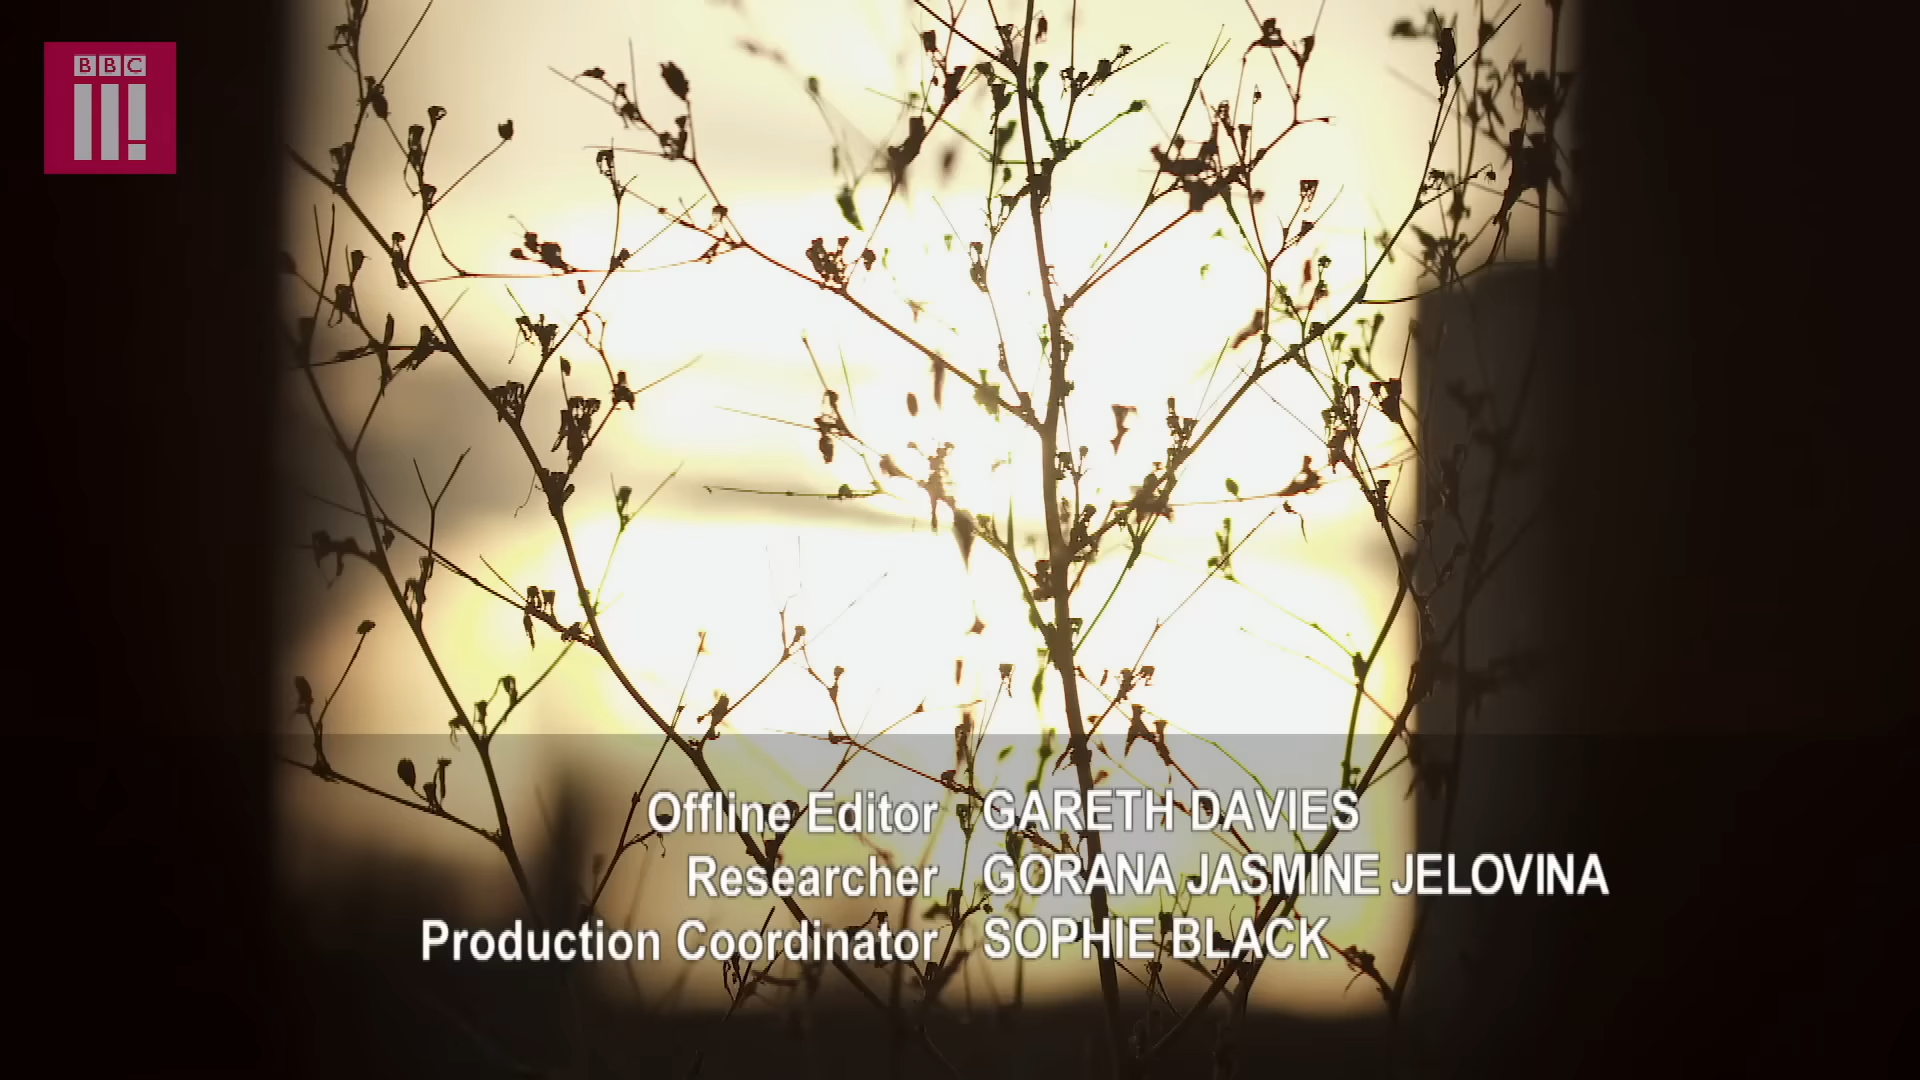 BBC
Offline Editor GARETH DAVIES
Researcher GORANA JASMINE JELOVINA
Production Coordinator SOPHIE BLACK